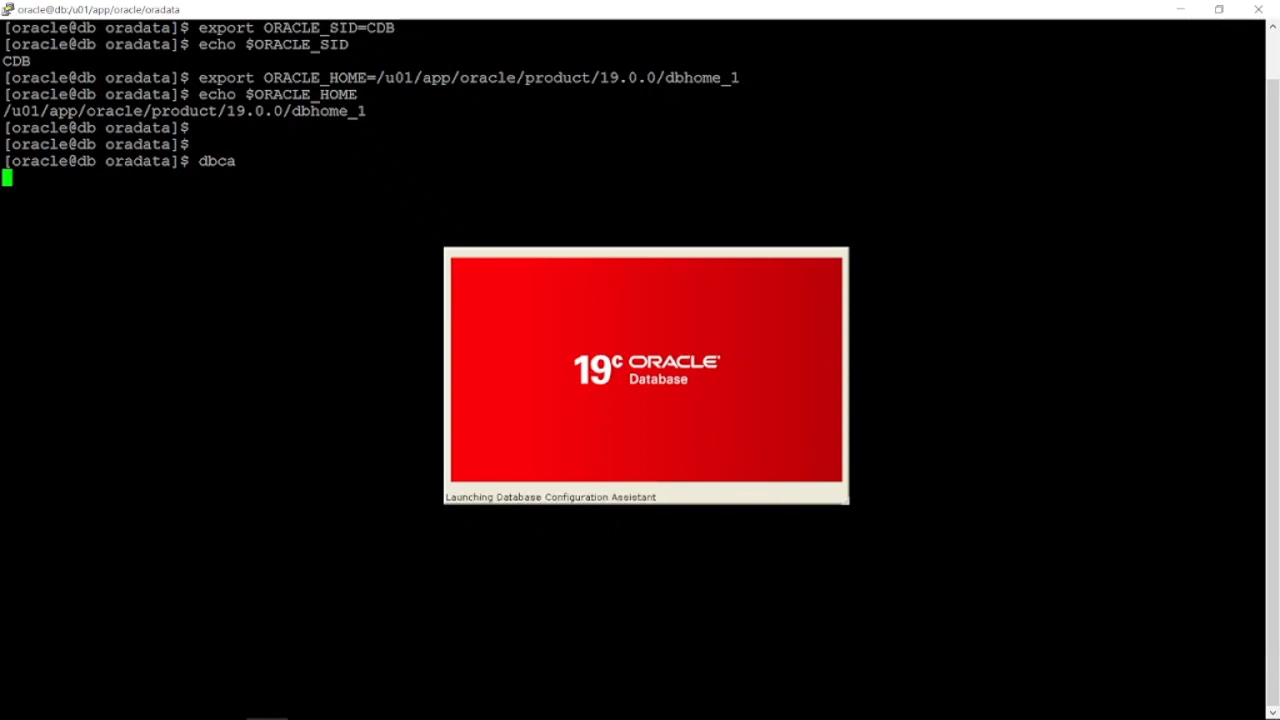 oracle@db:/u01/app/oracle/oradata
[oracle@db oradata]$ export ORACLE_SID=CDB
[oracle@db oradata]$ echo $ORACLE_SID
CDB
[oracle@db oradata]$ export ORACLE_HOME=/u01/app/oracle/product/19.0.0/dbhome_1
[oracle@db oradata]$ echo $ORACLE_HOME
/u01/app/oracle/product/19.0.0/dbhome_1
[oracle@db oradata]$
[oracle@db oradata]$
[oracle@db oradata]$ dbca
19c ORACLE
Database
Launching Database Configuration Assistant